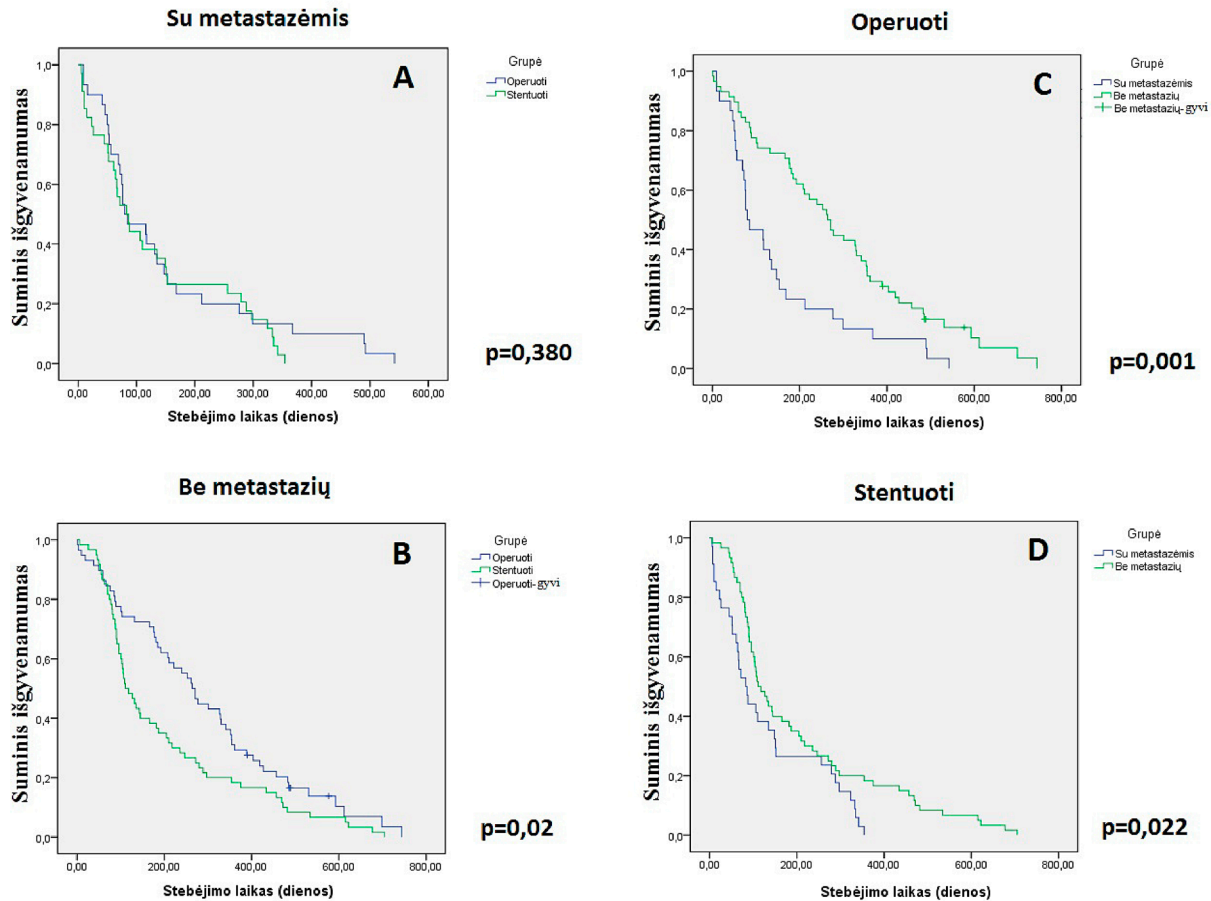 Su metastazėmis
A
Grupė
Operuoti
Stentuoti
Suminis išgyvenamumas
1,0
0,8
0,6
0,4
0,2
0,0
,00
100,00
200,00
300,00
400,00
500,00
600,00
Stebėjimo laikas (dienos)
p=0,380
Operuoti
C
Grupė
Su metastazėmis
Be metastazių
Be metastazių-gyvi
Suminis išgyvenamumas
1,0
0,8
0,6
0,4
0,2
0,0
,00
200,00
400,00
600,00
800,00
Stebėjimo laikas (dienos)
p=0,001
Be metastazių
B
Grupė
Operuoti
Stentuoti
Operuoti-gyvi
Suminis išgyvenamumas
1,0
0,8
0,6
0,4
0,2
0,0
,00
200,00
400,00
600,00
800,00
Stebėjimo laikas (dienos)
p=0,02
Stentuoti
D
Grupė
Su metastazėmis
Be metastazių
Suminis išgyvenamumas
1,0
0,8
0,6
0,4
0,2
0,0
,00
200,00
400,00
600,00
800,00
Stebėjimo laikas (dienos)
p=0,022